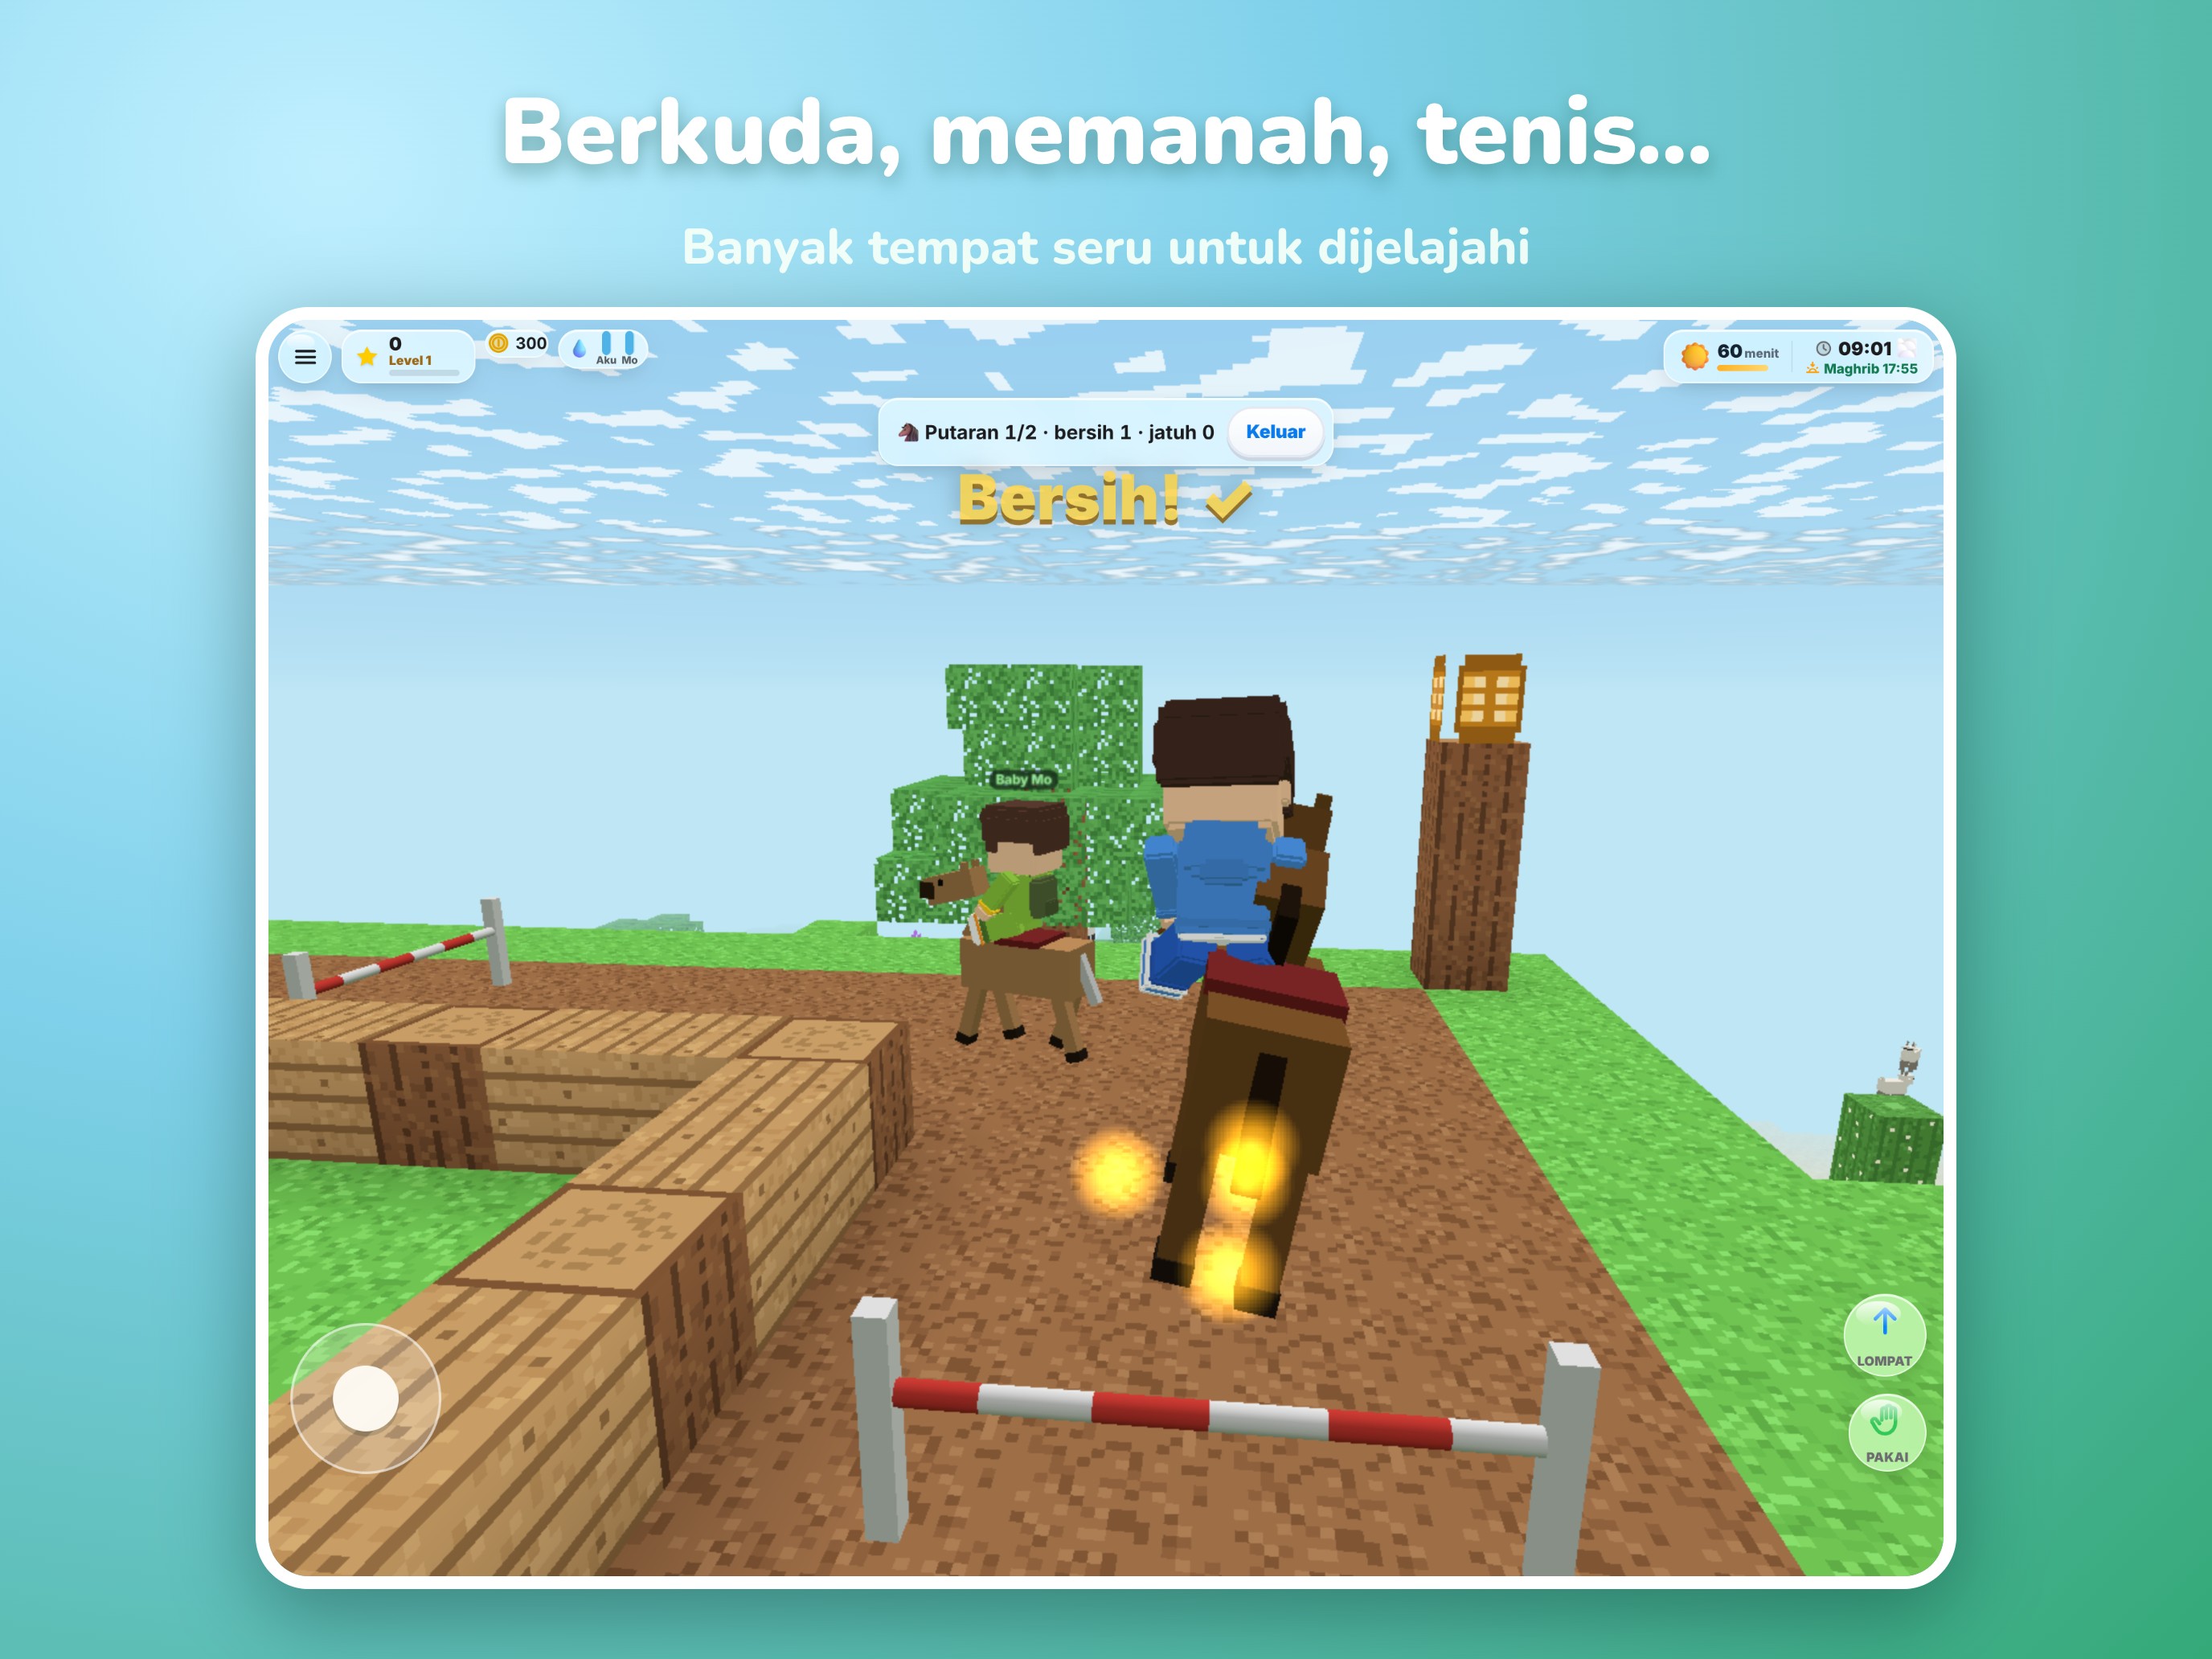 Berkuda, memanah, tenis...
Banyak tempat seru untuk dijelajahi
0
Level 1
300
Aku Mo
60 menit
09:01
Maghrib 17:55
Putaran 1/2 · bersih 1 · jatuh 0
Keluar
Bersih! ✓
Baby Mo
LOMPAT
PAKAI